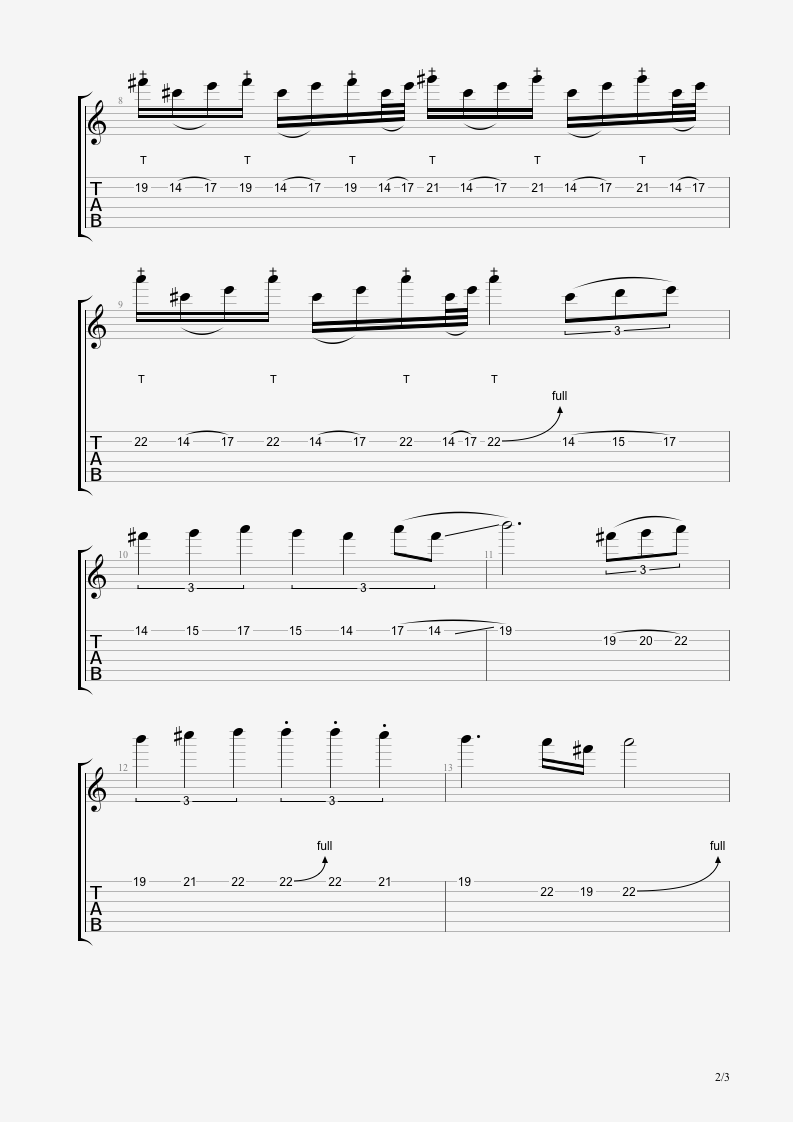 8
T T T T T T
T 19 14 17 19 14 17 19 14 17 21 14 17 21 14 17 21 14 17
A
B
9
3
T T T T
full
T 22 14 17 22 14 17 22 14 17 22 14 15 17
A
B
10 11
3 3 3
14 15 17 15 14 17 14 19
T 19 20 22
A
B
12 13
3 3
full full
19 21 22 22 22 21 19
T 22 19 22
A
B
2/3